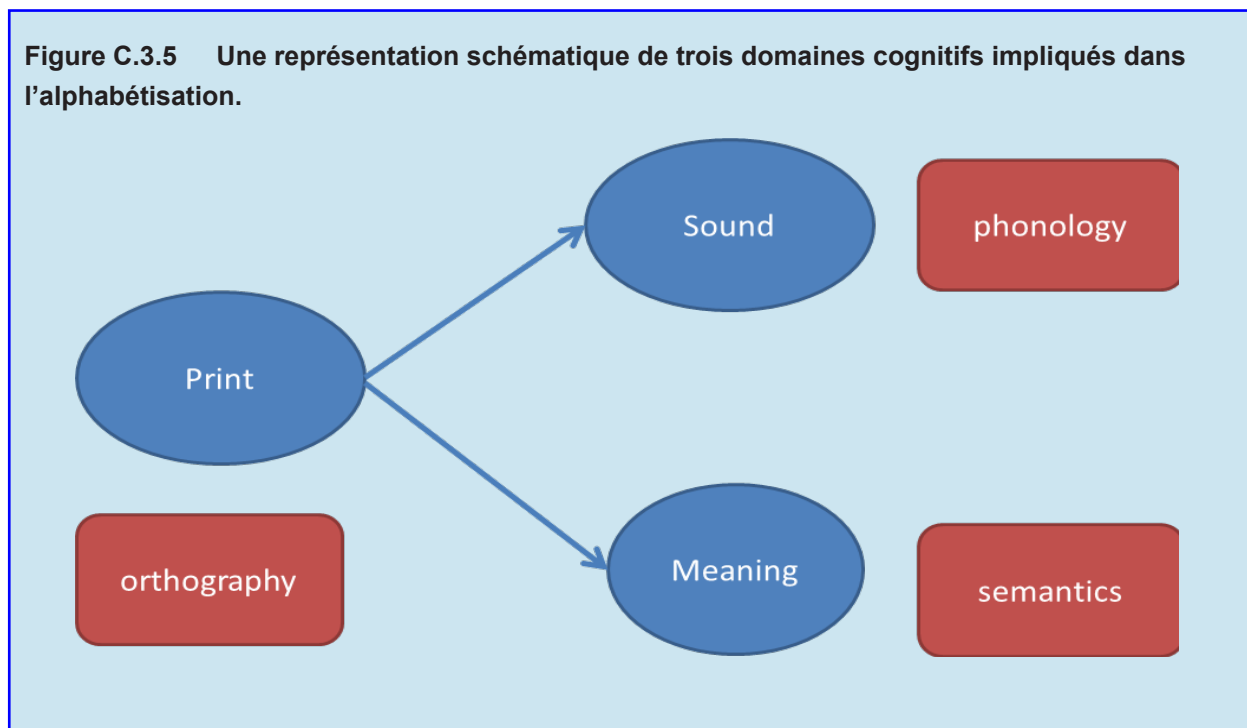 Figure C.3.5 Une représentation schématique de trois domaines cognitifs impliqués dans
l’alphabétisation.
Sound
phonology
Print
orthography
Meaning
semantics